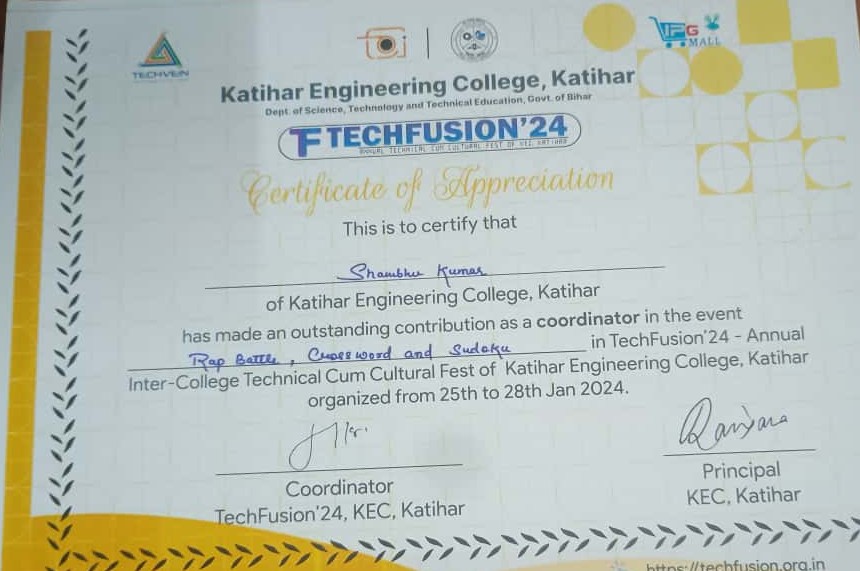 TECHVEIN
IPG
MALL
Katihar Engineering College, Katihar
Dept. of Science, Technology and Technical Education, Govt. of Bihar
TF TECHFUSION'24
ANNUAL TECHNICAL CUM CULTURAL FEST OF KEC KATIHAR
Certificate of Appreciation
This is to certify that
Shambhu Kumar
of Katihar Engineering College, Katihar
has made an outstanding contribution as a coordinator in the event
Rap Battle, Crossword and Sudoku in TechFusion'24 - Annual
Inter-College Technical Cum Cultural Fest of Katihar Engineering College, Katihar
organized from 25th to 28th Jan 2024.
Coordinator
TechFusion'24, KEC, Katihar
Principal
KEC, Katihar
https://techfusion.org.in